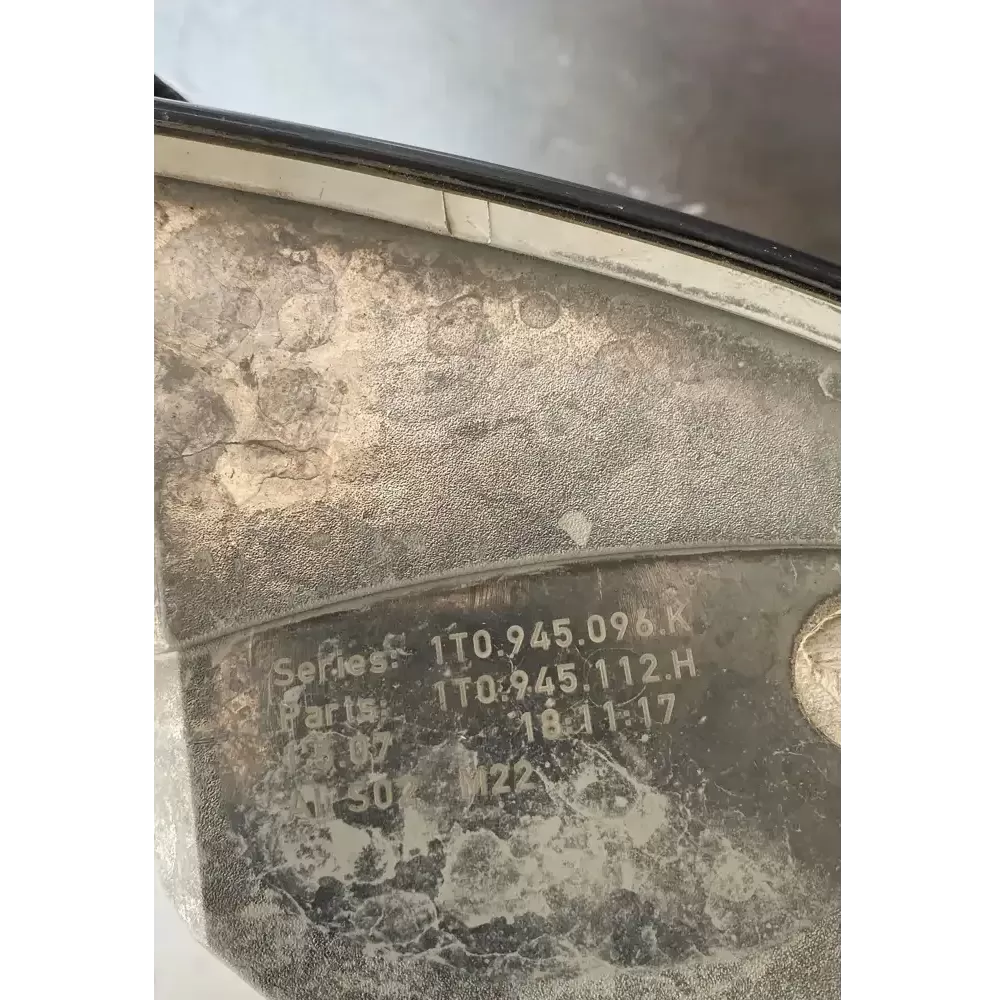 Series: 1T0.945.096.K
Parts: 1T0.945.112.H
18:11:17
M22